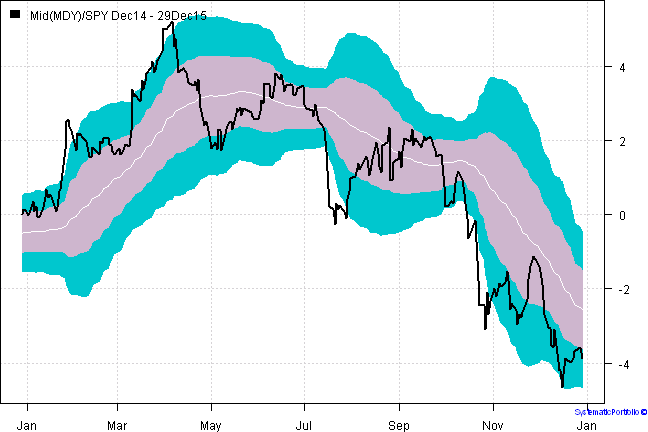 Mid(MDY)/SPY Dec14 - 29Dec15
4
2
0
-2
-4
Jan Mar May Jul Sep Nov Jan
SystematicPortfolio ©